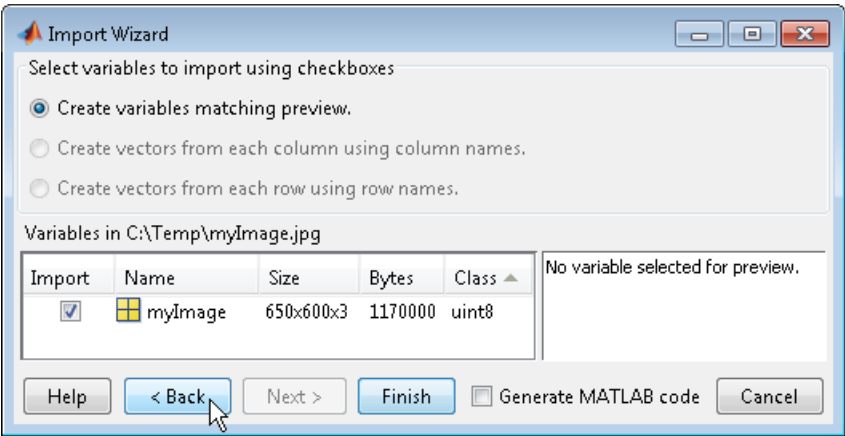 Import Wizard
Select variables to import using checkboxes
Create variables matching preview.
Create vectors from each column using column names.
Create vectors from each row using row names.
Variables in C:\Temp\myImage.jpg
Import Name Size Bytes Class
myImage 650x600x3 1170000 uint8
No variable selected for preview.
Help < Back Next > Finish Generate MATLAB code Cancel